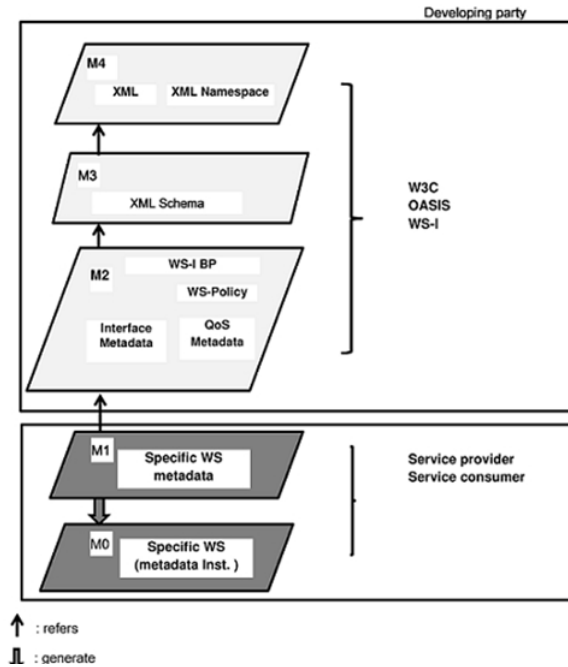 Developing party
M4
XML
XML Namespace
M3
XML Schema
W3C
OASIS
WS-I
M2
WS-I BP
WS-Policy
Interface
Metadata
QoS
Metadata
M1
Specific WS
metadata
Service provider
Service consumer
M0
Specific WS
(metadata Inst. )
: refers
: generate